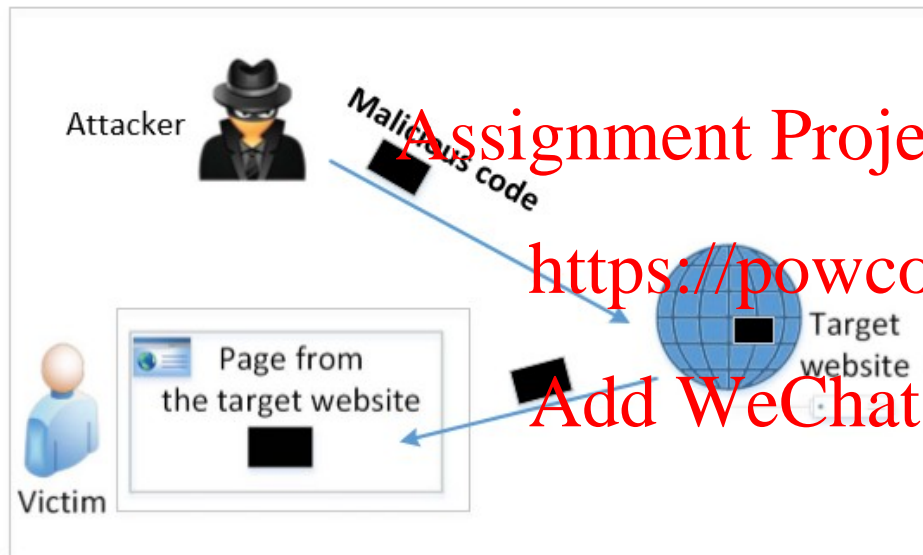 Attacker
Malicious code
Assignment Proje
https://powco
Target
website
Page from
the target website
Add WeChat
Victim